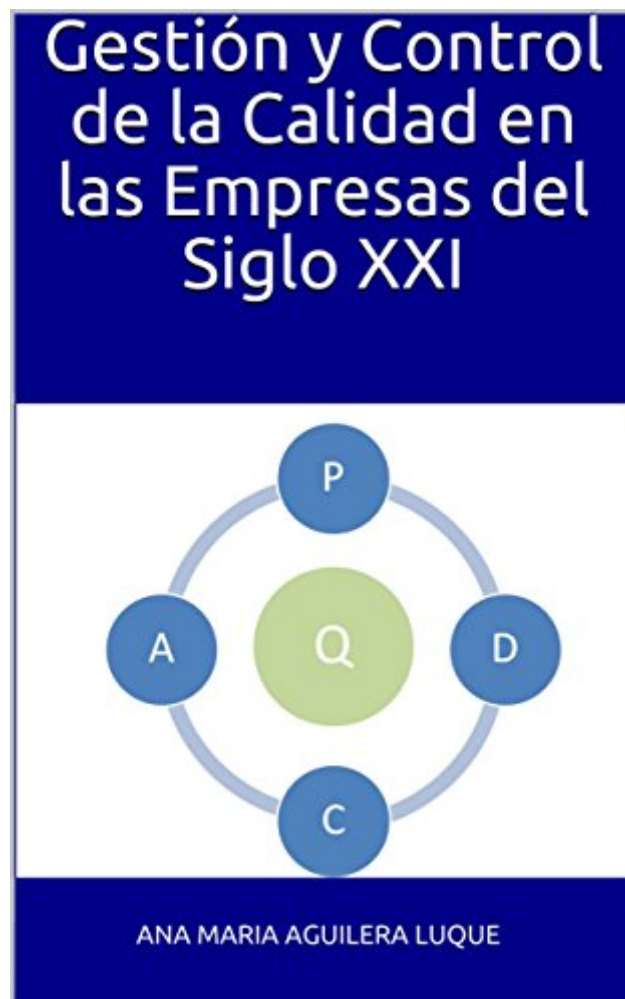 Gestión y Control
de la Calidad en
las Empresas del
Siglo XXI
P
A
Q
D
C
ANA MARIA AGUILERA LUQUE